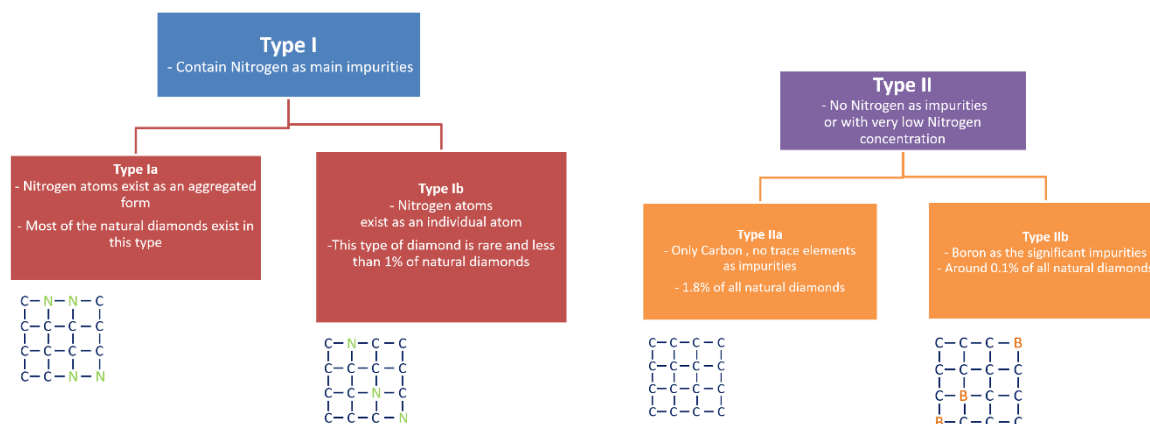 Type I
- Contain Nitrogen as main impurities
Type II
- No Nitrogen as impurities
or with very low Nitrogen
concentration
Type Ia
- Nitrogen atoms exist as an aggregated
form
- Most of the natural diamonds exist in
this type
Type Ib
- Nitrogen atoms
exist as an individual atom
-This type of diamond is rare and less
than 1% of natural diamonds
Type IIa
- Only Carbon , no trace elements
as impurities
- 1.8% of all natural diamonds
Type IIb
- Boron as the significant impurities
- Around 0.1% of all natural diamonds
C N N C
C C C C
C C C C
C C N N
C N C C
C C C C
C C N C
C C C N
C C C C
C C C C
C C C C
C C C C
C C C B
C C C C
C B C C
B C C C